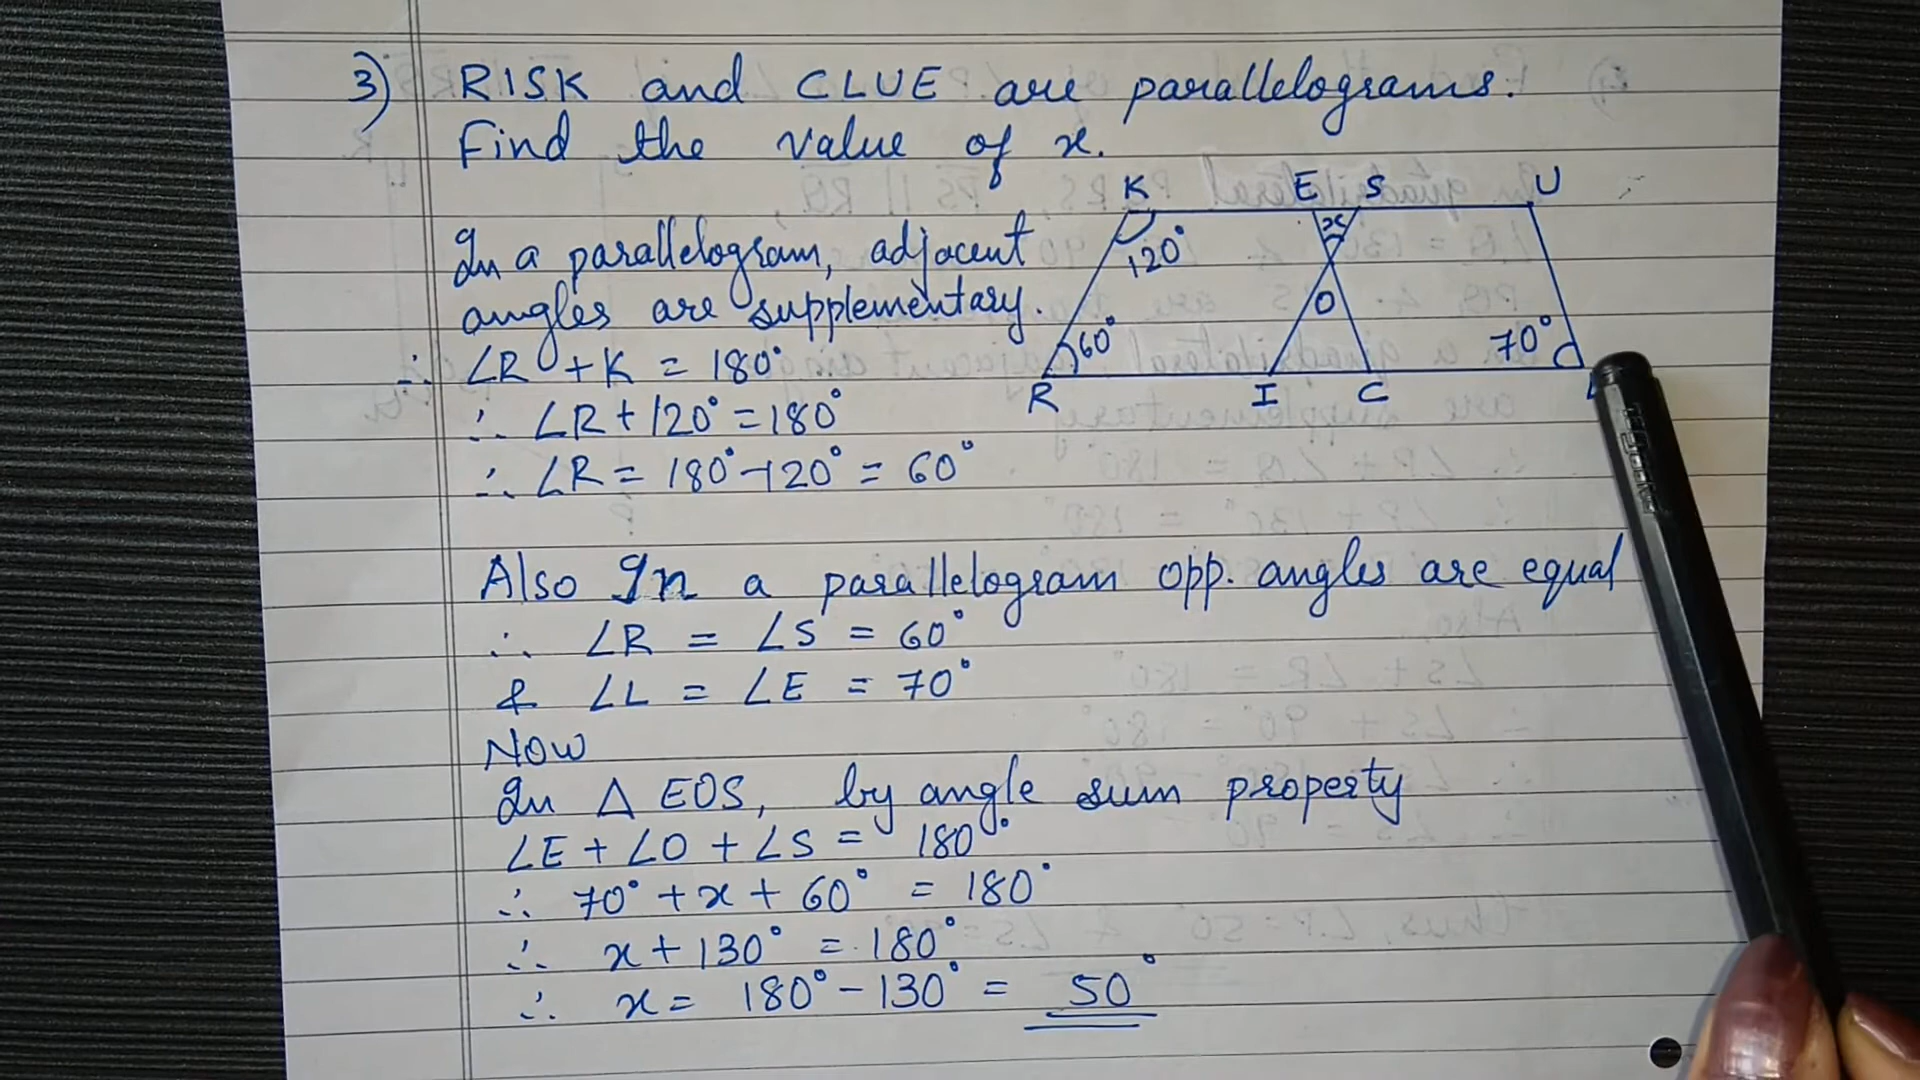 3) RISK and CLUE are parallelograms.
Find the value of x.
K E S U
x
120°
O
60°
70°
R I C
In a parallelogram, adjacent
angles are supplementary.
∴ ∠R + K = 180°
∴ ∠R + 120° = 180°
∴ ∠R = 180° - 120° = 60°
Also In a parallelogram opp. angles are equal
∴ ∠R = ∠S = 60°
& ∠L = ∠E = 70°
Now
In △ EOS, by angle sum property
∠E + ∠O + ∠S = 180°
∴ 70° + x + 60° = 180°
∴ x + 130° = 180°
∴ x = 180° - 130° = 50°